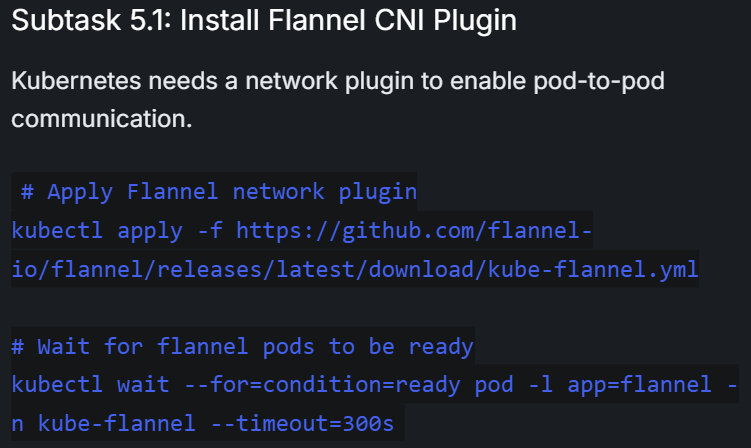 Subtask 5.1: Install Flannel CNI Plugin
Kubernetes needs a network plugin to enable pod-to-pod
communication.
# Apply Flannel network plugin
kubectl apply -f https://github.com/flannel-
io/flannel/releases/latest/download/kube-flannel.yml
# Wait for flannel pods to be ready
kubectl wait --for=condition=ready pod -l app=flannel -
n kube-flannel --timeout=300s